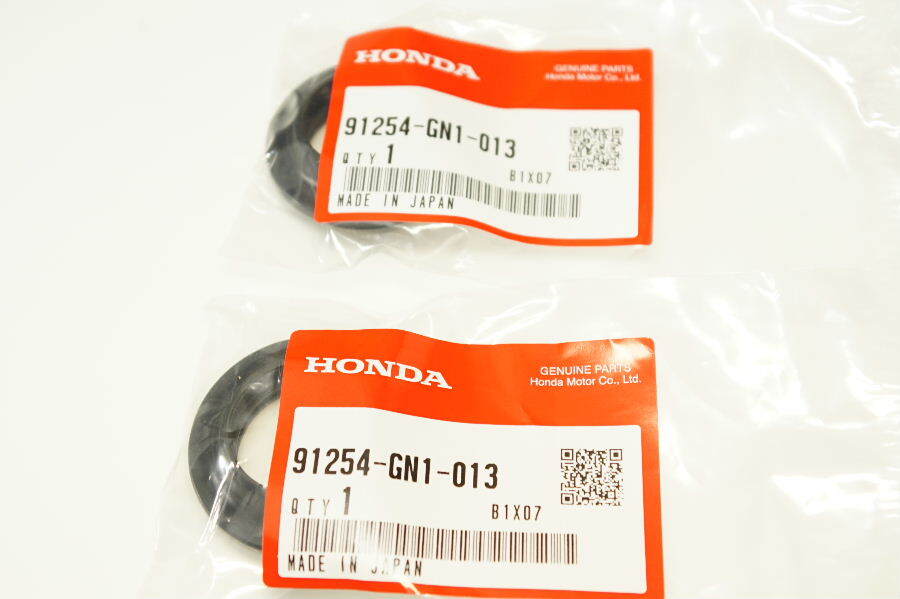 HONDA
GENUINE PARTS
Honda Motor Co., Ltd.
91254-GN1-013
QTY 1
B1X07
MADE IN JAPAN
HONDA
GENUINE PARTS
Honda Motor Co., Ltd.
91254-GN1-013
QTY 1
B1X07
MADE IN JAPAN